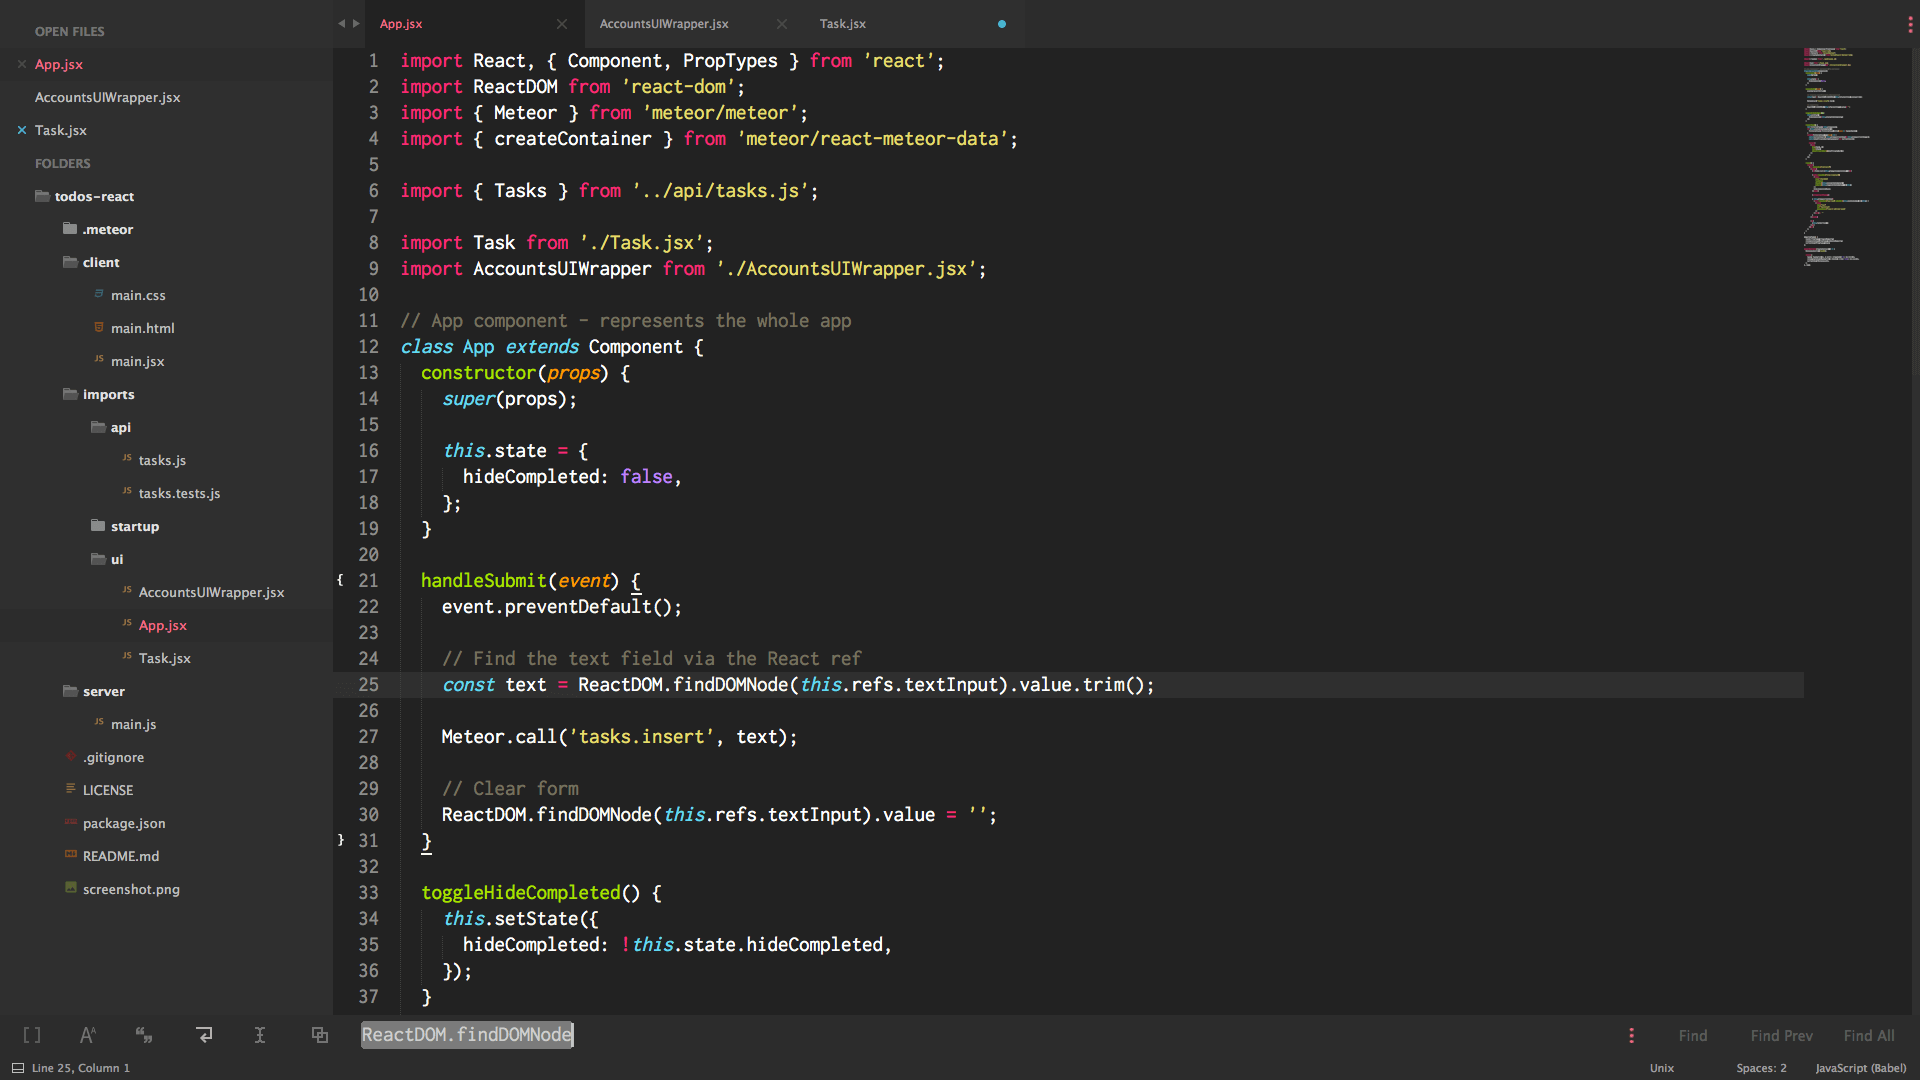 OPEN FILES
App.jsx
AccountsUIWrapper.jsx
Task.jsx
FOLDERS
todos-react
.meteor
client
main.css
main.html
main.jsx
imports
api
tasks.js
tasks.tests.js
startup
ui
AccountsUIWrapper.jsx
App.jsx
Task.jsx
server
main.js
.gitignore
LICENSE
package.json
README.md
screenshot.png
App.jsx AccountsUIWrapper.jsx Task.jsx
1 import React, { Component, PropTypes } from 'react';
2 import ReactDOM from 'react-dom';
3 import { Meteor } from 'meteor/meteor';
4 import { createContainer } from 'meteor/react-meteor-data';
5
6 import { Tasks } from '../api/tasks.js';
7
8 import Task from './Task.jsx';
9 import AccountsUIWrapper from './AccountsUIWrapper.jsx';
10
11 // App component - represents the whole app
12 class App extends Component {
13 constructor(props) {
14 super(props);
15
16 this.state = {
17 hideCompleted: false,
18 };
19 }
20
{ 21 handleSubmit(event) {
22 event.preventDefault();
23
24 // Find the text field via the React ref
25 const text = ReactDOM.findDOMNode(this.refs.textInput).value.trim();
26
27 Meteor.call('tasks.insert', text);
28
29 // Clear form
30 ReactDOM.findDOMNode(this.refs.textInput).value = '';
} 31 }
32
33 toggleHideCompleted() {
34 this.setState({
35 hideCompleted: !this.state.hideCompleted,
36 });
37 }
ReactDOM.findDOMNode Find Find Prev Find All
Line 25, Column 1 Unix Spaces: 2 JavaScript (Babel)